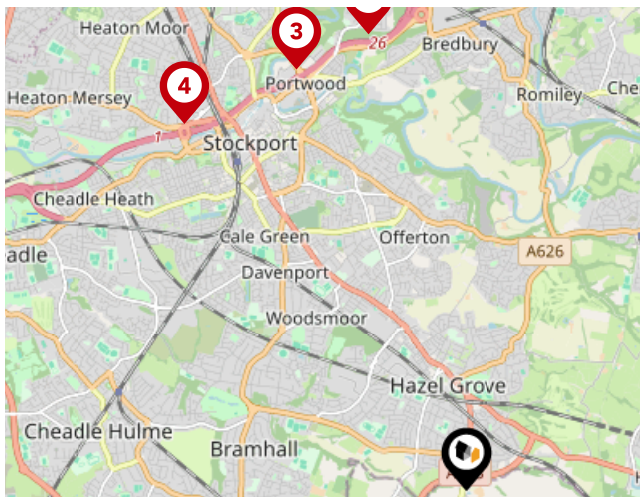 Heaton Moor
3
26
Bredbury
4
Portwood
Heaton Mersey
Romiley
1
Stockport
Cheadle Heath
Cale Green
Offerton
A626
adle
Davenport
Woodsmoor
Hazel Grove
Cheadle Hulme
Bramhall